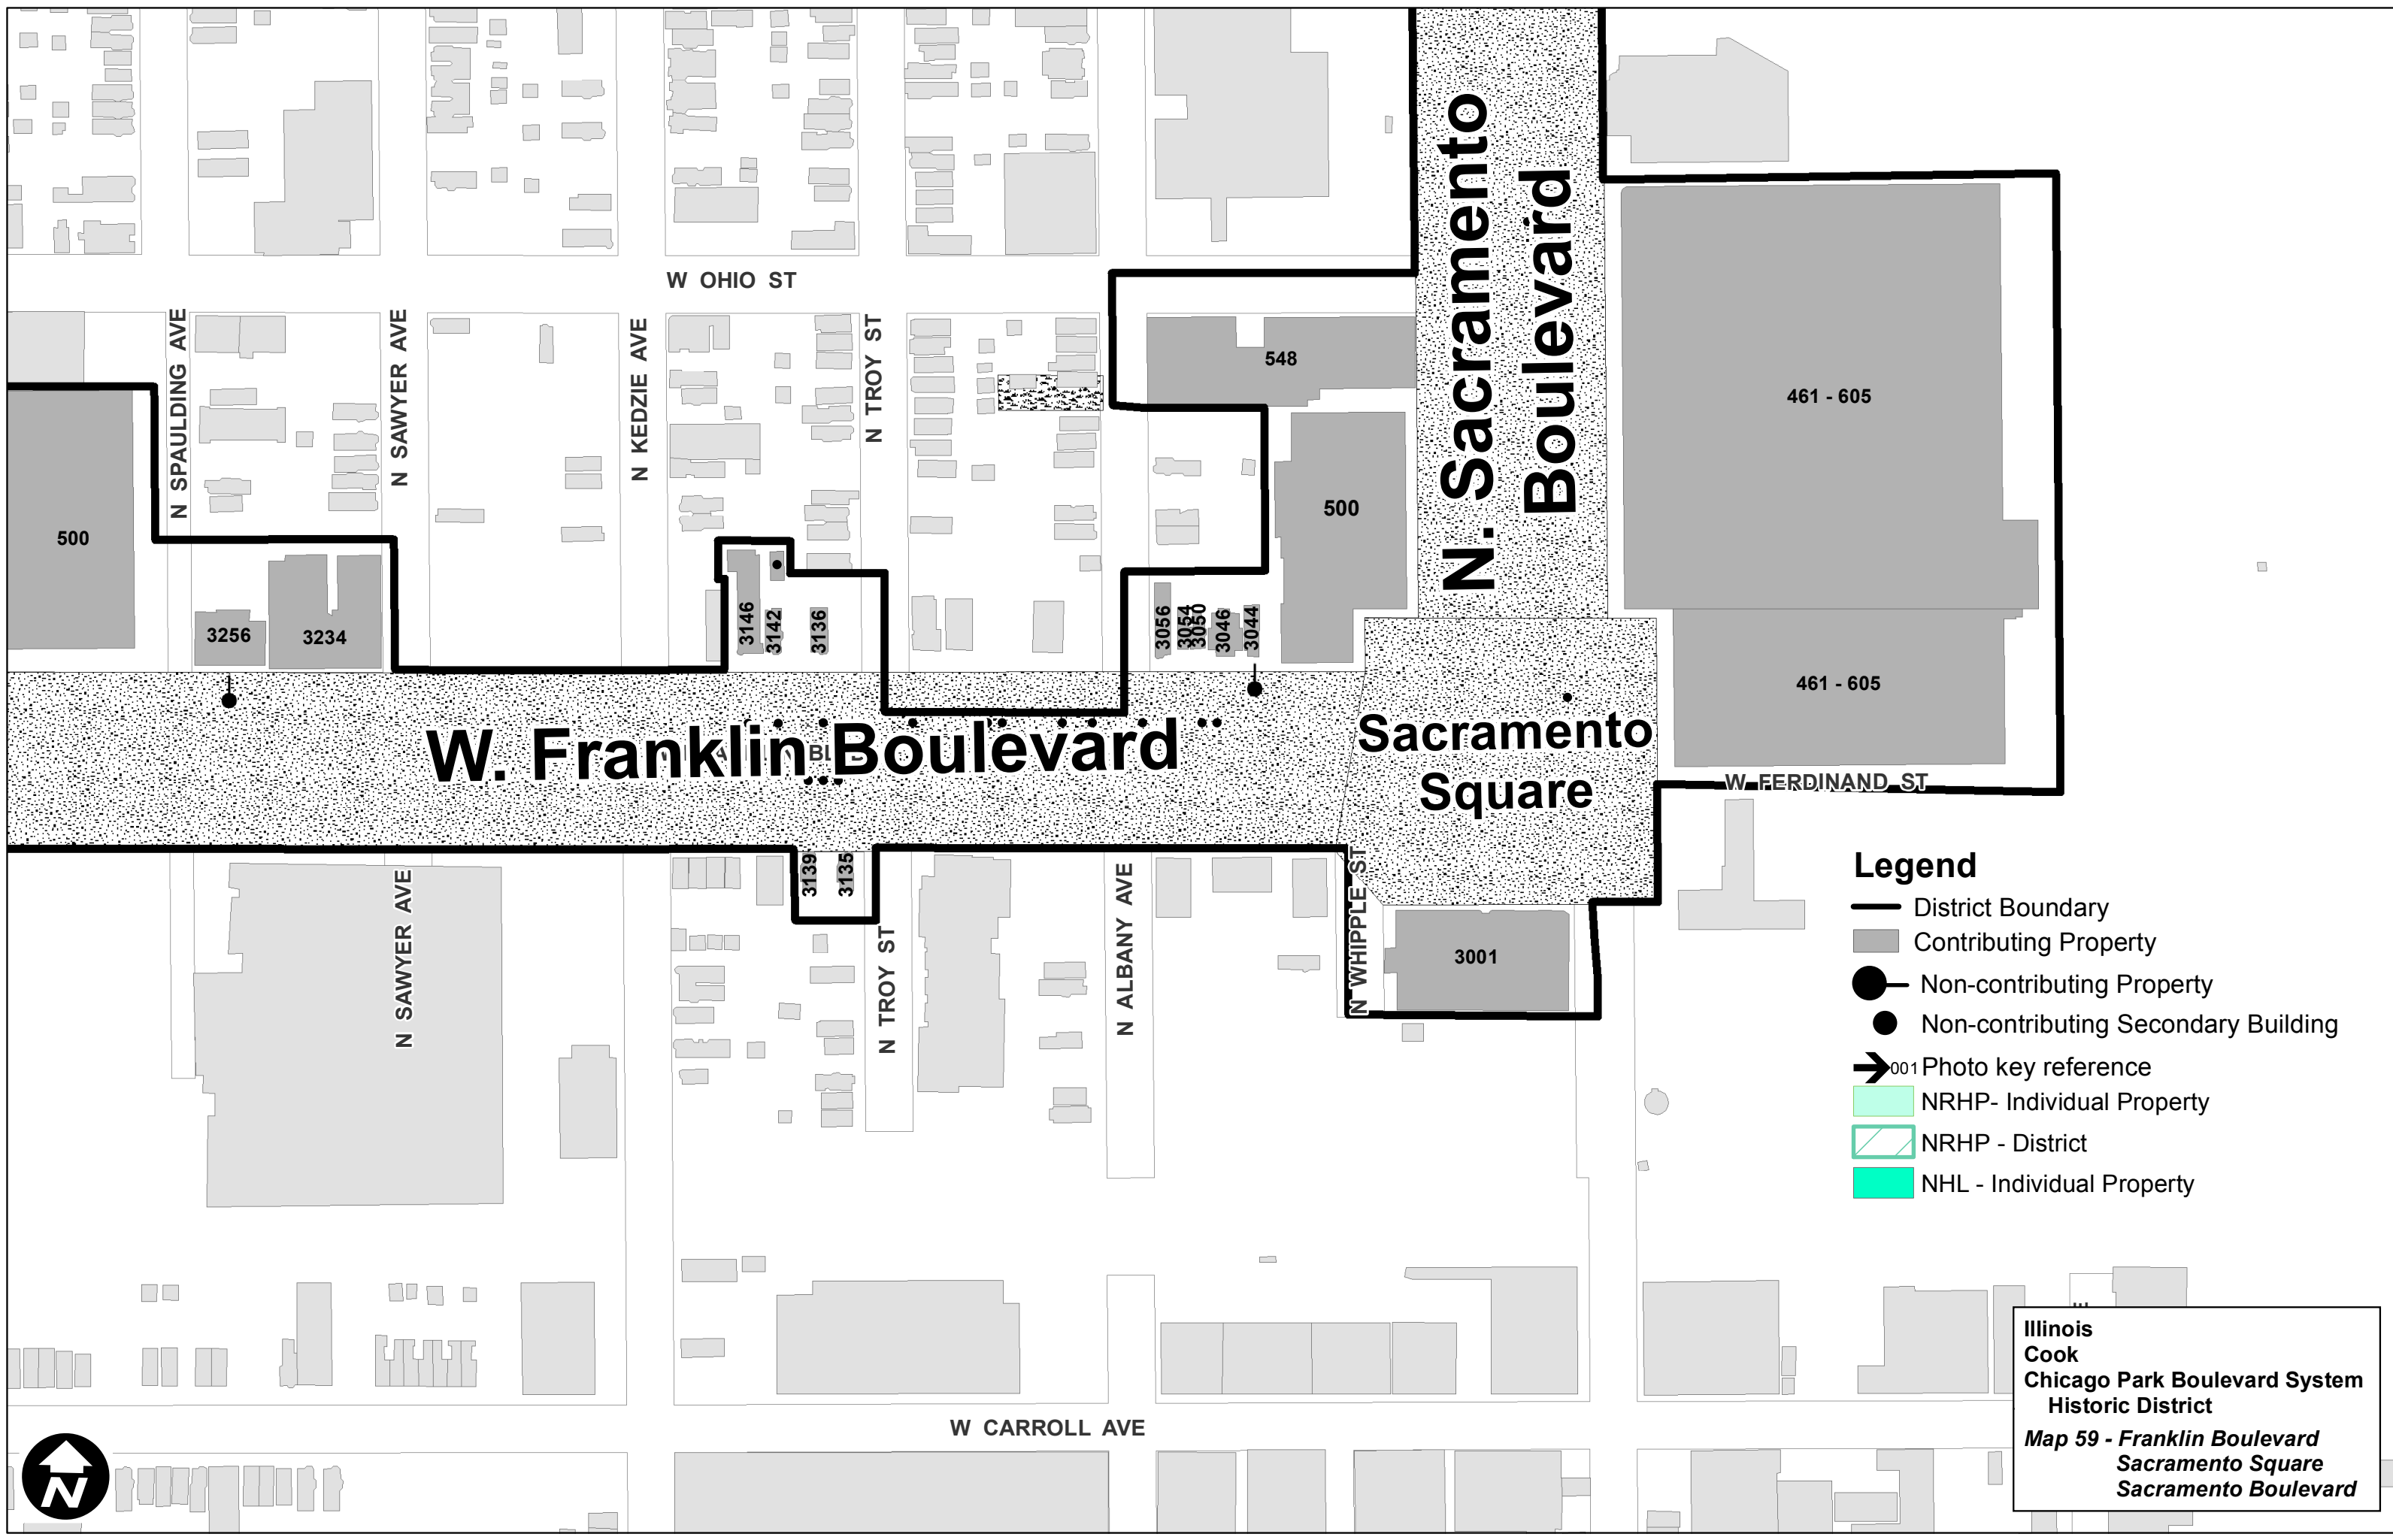 N. Sacramento
Boulevard
W OHIO ST
N SPAULDING AVE
N SAWYER AVE
N KEDZIE AVE
N TROY ST
548
461 - 605
500
500
3256
3234
3146
3142
3136
3056
3054
3050
3046
3044
461 - 605
W. Franklin Boulevard
Sacramento
Square
W FERDINAND ST
3139
3135
N SAWYER AVE
N TROY ST
N ALBANY AVE
N WHIPPLE ST
3001
Legend
District Boundary
Contributing Property
Non-contributing Property
Non-contributing Secondary Building
001 Photo key reference
NRHP- Individual Property
NRHP - District
NHL - Individual Property
W CARROLL AVE
N
Illinois
Cook
Chicago Park Boulevard System
Historic District
Map 59 - Franklin Boulevard
Sacramento Square
Sacramento Boulevard